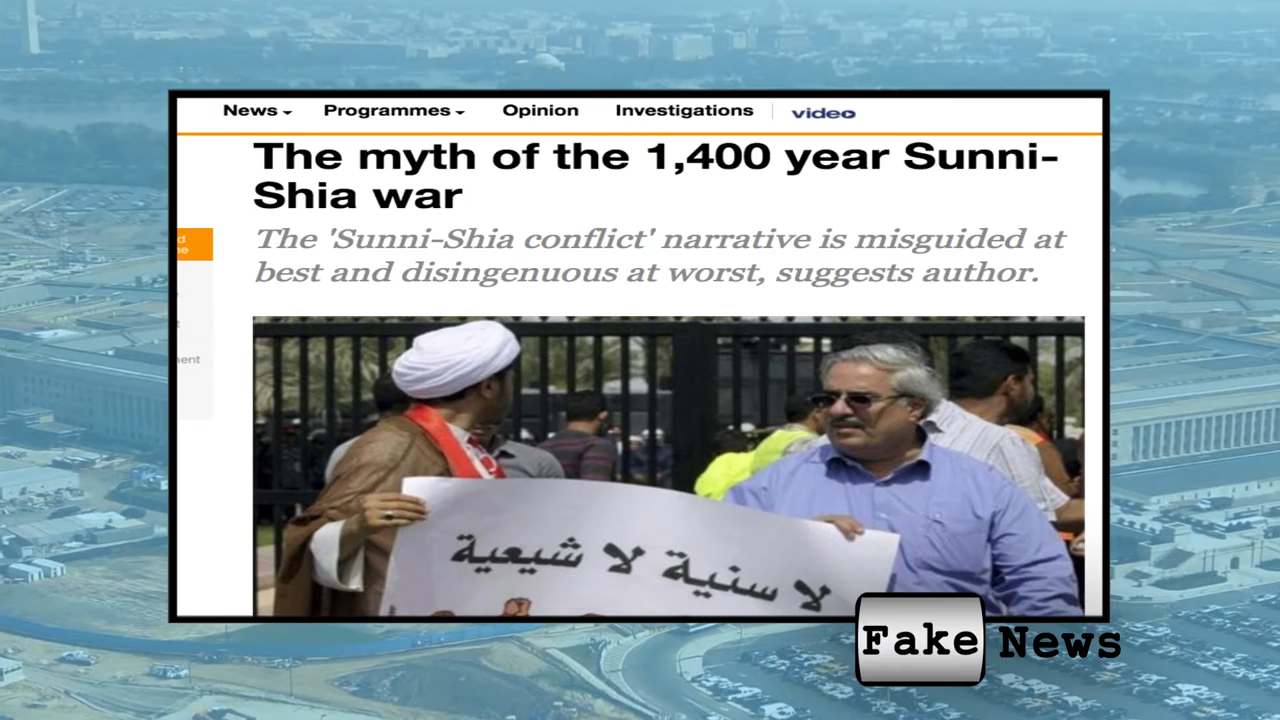 News Programmes Opinion Investigations video
The myth of the 1,400 year Sunni-
Shia war
The 'Sunni-Shia conflict' narrative is misguided at
best and disingenuous at worst, suggests author.
لا سنية لا شيعية
Fake News